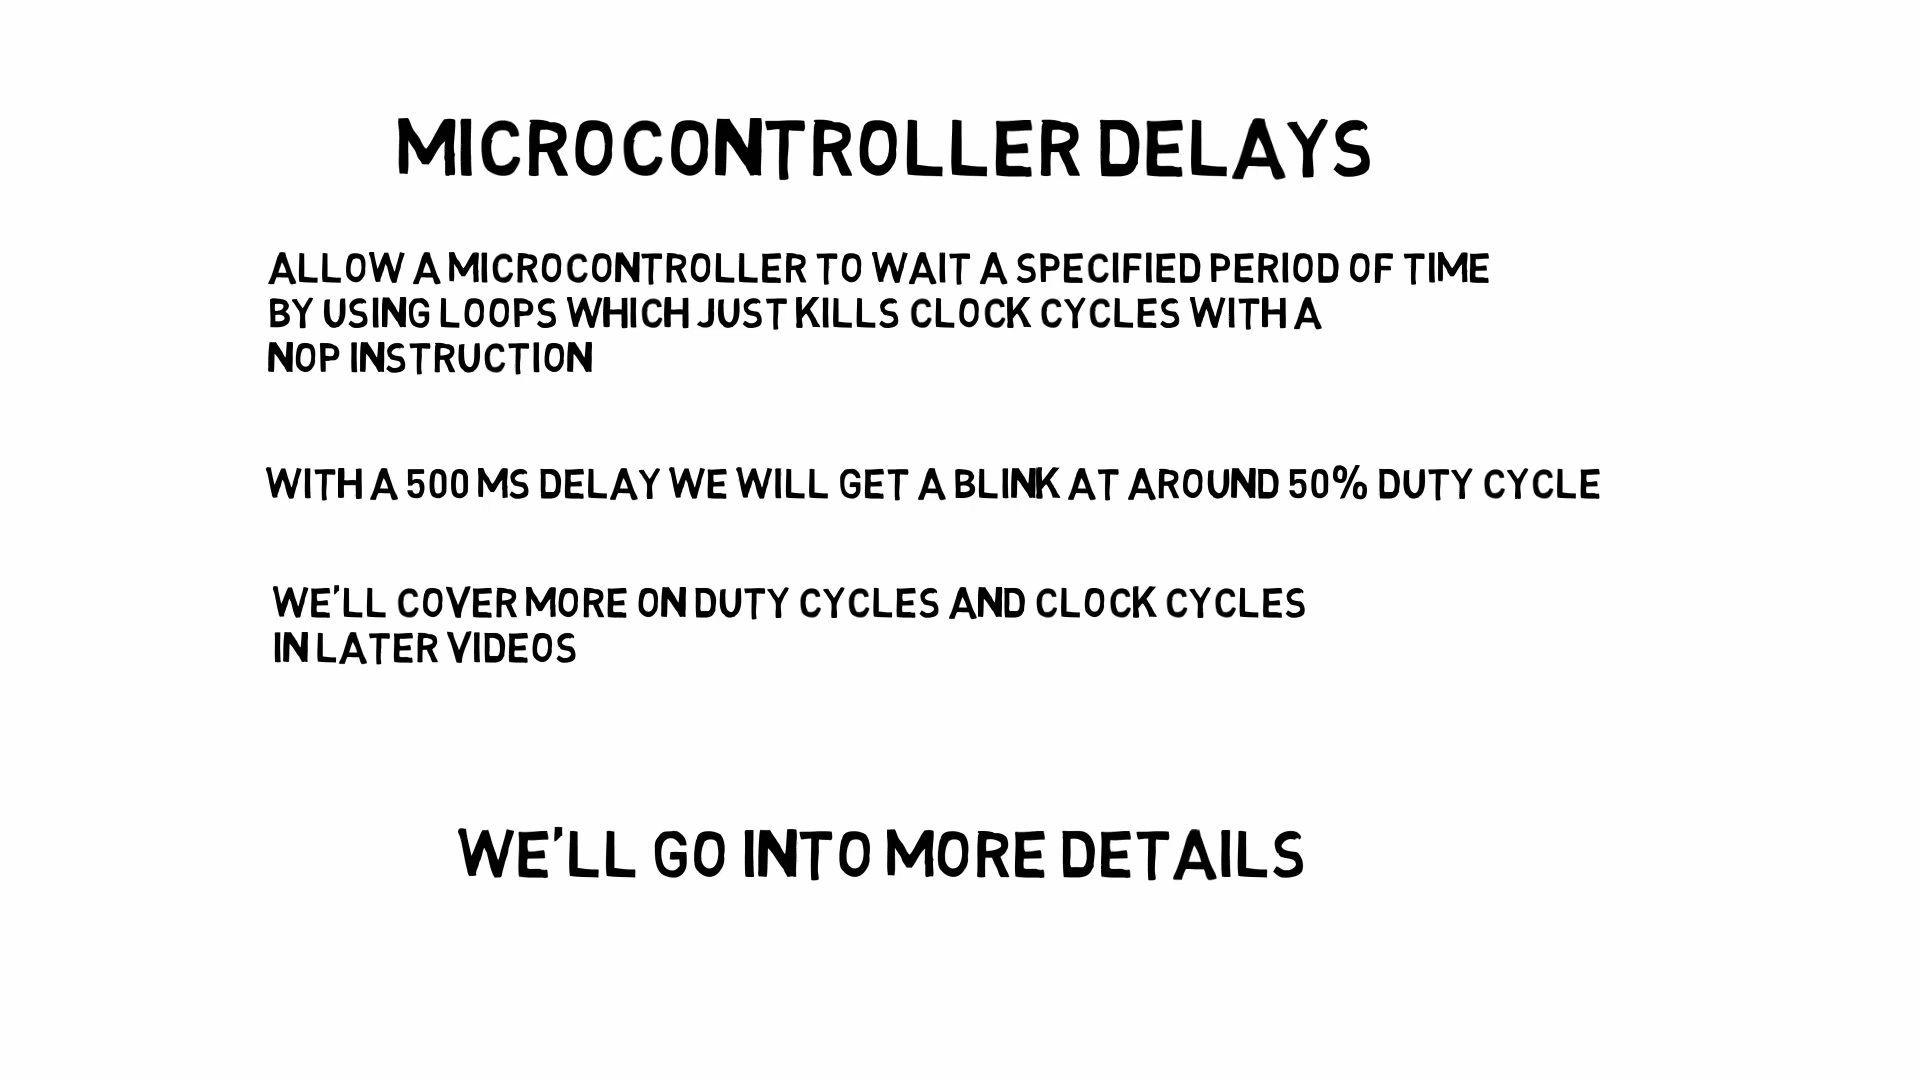 MICROCONTROLLER DELAYS
ALLOW A MICROCONTROLLER TO WAIT A SPECIFIED PERIOD OF TIME
BY USING LOOPS WHICH JUST KILLS CLOCK CYCLES WITH A
NOP INSTRUCTION
WITH A 500 MS DELAY WE WILL GET A BLINK AT AROUND 50% DUTY CYCLE
WE'LL COVER MORE ON DUTY CYCLES AND CLOCK CYCLES
IN LATER VIDEOS
WE'LL GO INTO MORE DETAILS